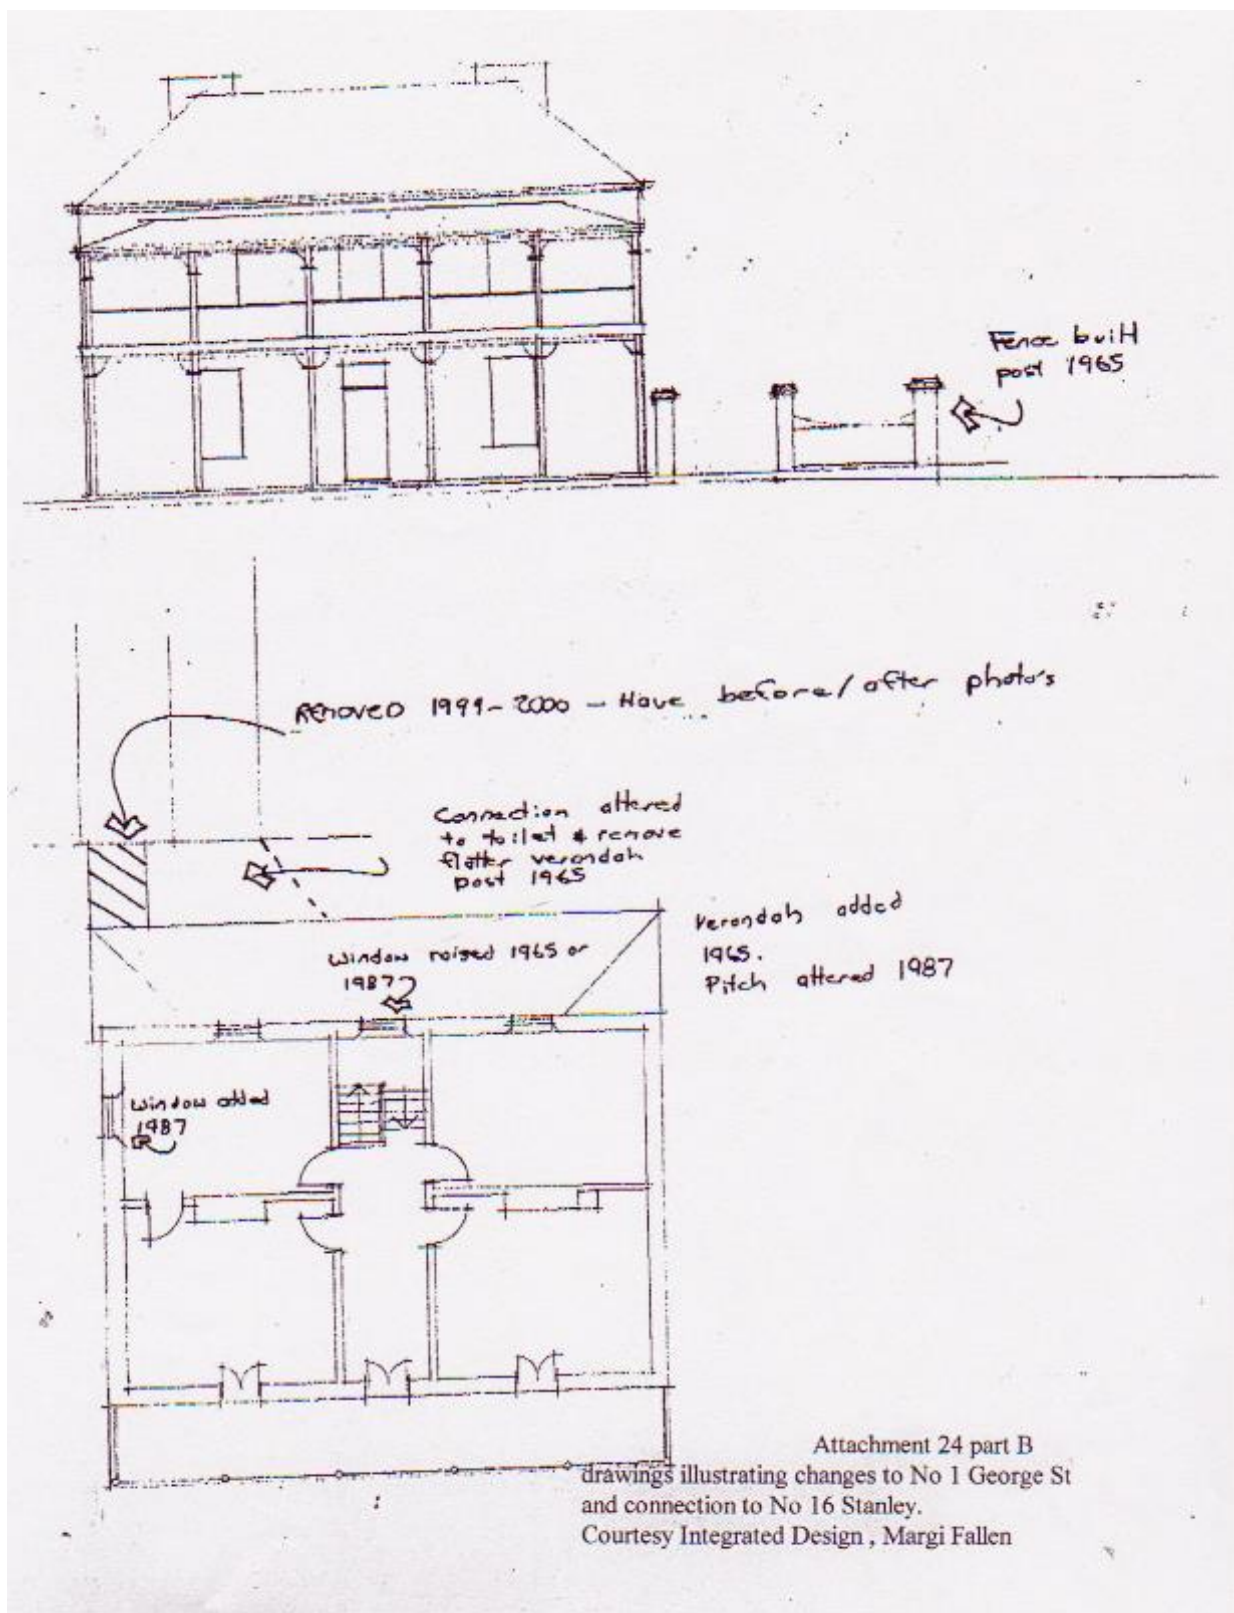 Fence built
post 1965
Removed 1999-2000 - Have before/after photo's
Connection altered
to toilet & remove
flatter verandah
post 1965
Verandah added
1965.
Pitch altered 1987
Window raised 1965 or
1987?
Window added
1987
Attachment 24 part B
drawings illustrating changes to No 1 George St
and connection to No 16 Stanley.
Courtesy Integrated Design , Margi Fallen